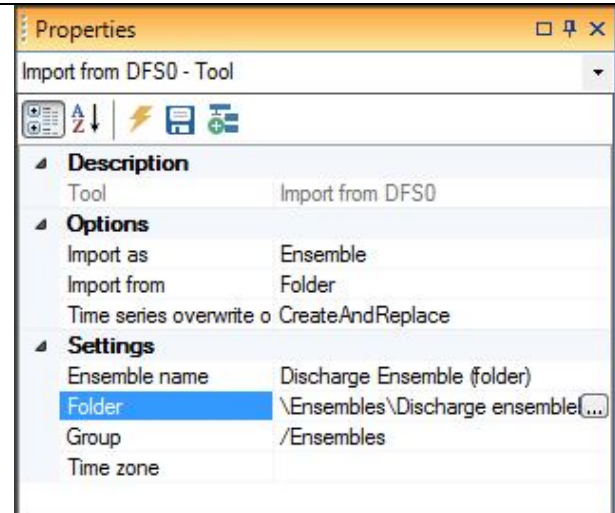 Properties
Import from DFS0 - Tool
Description
Tool Import from DFS0
Options
Import as Ensemble
Import from Folder
Time series overwrite o CreateAndReplace
Settings
Ensemble name Discharge Ensemble (folder)
Folder \Ensembles\Discharge ensemble ...
Group /Ensembles
Time zone